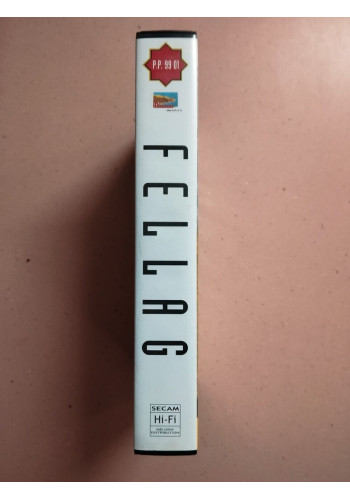 P.P. 99 01
FELLAG
SECAM
Hi-Fi